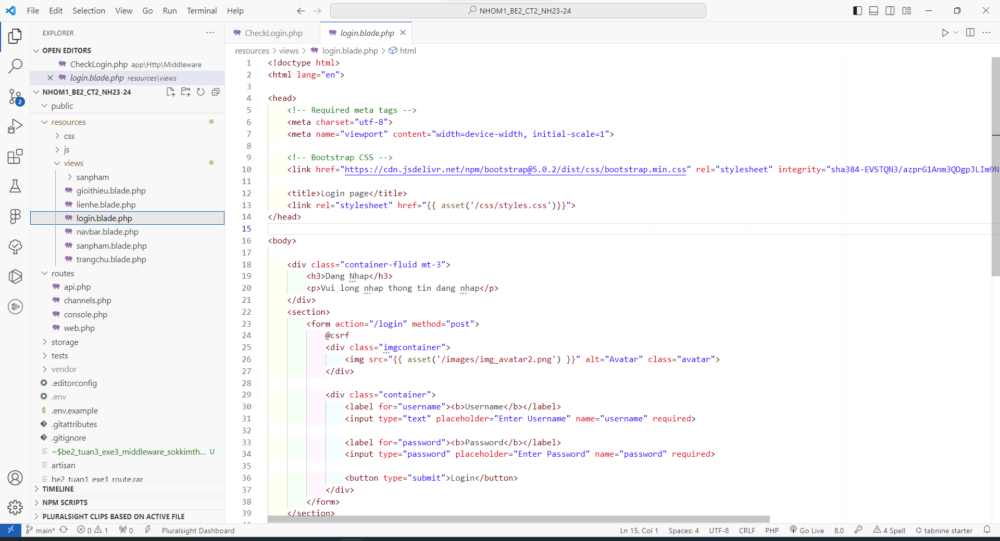 File Edit Selection View Go Run Terminal Help
NHOM1_BE2_CT2_NH23-24
EXPLORER
OPEN EDITORS
CheckLogin.php app\Http\Middleware
login.blade.php resources\views
NHOM1_BE2_CT2_NH23-24
public
resources
css
js
views
sanpham
gioithieu.blade.php
lienhe.blade.php
login.blade.php
navbar.blade.php
sanpham.blade.php
trangchu.blade.php
routes
api.php
channels.php
console.php
web.php
storage
tests
vendor
.editorconfig
.env
$ .env.example
.gitattributes
.gitignore
~$be2_tuan3_exe3_middleware_sokkimth... U
artisan
be2_tuan1_exe1_route.rar
TIMELINE
NPM SCRIPTS
PLURALSIGHT CLIPS BASED ON ACTIVE FILE
2
CheckLogin.php login.blade.php
resources > views > login.blade.php > html
1 <!doctype html>
2 <html lang="en">
3
4 <head>
5 <!-- Required meta tags -->
6 <meta charset="utf-8">
7 <meta name="viewport" content="width=device-width, initial-scale=1">
8
9 <!-- Bootstrap CSS -->
10 <link href="https://cdn.jsdelivr.net/npm/bootstrap@5.0.2/dist/css/bootstrap.min.css" rel="stylesheet" integrity="sha384-EVSTQN3/azprG1Anm3QDgpJLIm9N
11
12 <title>Login page</title>
13 <link rel="stylesheet" href="{{ asset('/css/styles.css')}}">
14 </head>
15
16 <body>
17
18 <div class="container-fluid mt-3">
19 <h3>Dang Nhap</h3>
20 <p>Vui long nhap thong tin dang nhap</p>
21 </div>
22 <section>
23 <form action="/login" method="post">
24 @csrf
25 <div class="imgcontainer">
26 <img src="{{ asset('/images/img_avatar2.png') }}" alt="Avatar" class="avatar">
27 </div>
28
29 <div class="container">
30 <label for="username"><b>Username</b></label>
31 <input type="text" placeholder="Enter Username" name="username" required>
32
33 <label for="password"><b>Password</b></label>
34 <input type="password" placeholder="Enter Password" name="password" required>
35
36 <button type="submit">Login</button>
37 </div>
38 </form>
39 </section>
main* 0 1 0 Pluralsight Dashboard Ln 15, Col 1 Spaces: 4 UTF-8 CRLF PHP Go Live 8.0 4 Spell tabnine starter